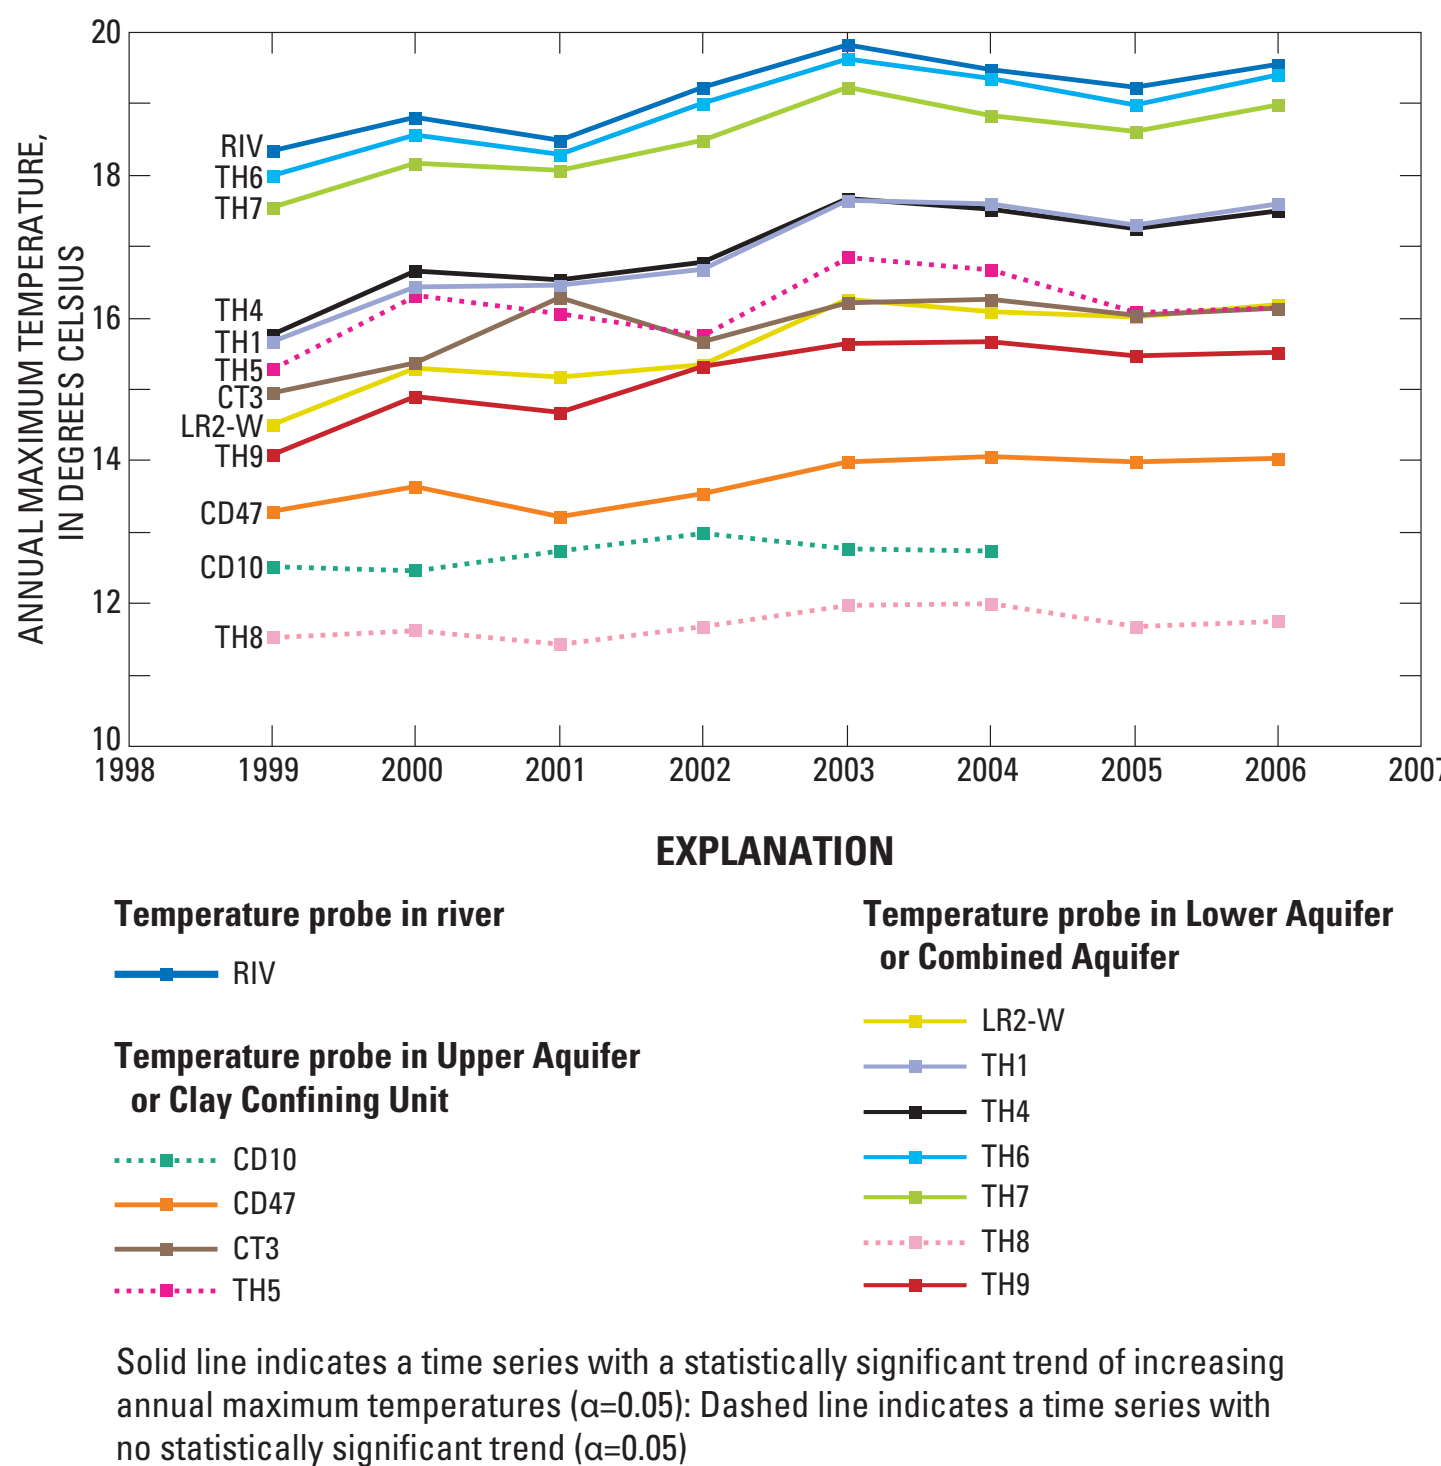 ANNUAL MAXIMUM TEMPERATURE,
IN DEGREES CELSIUS
20
18
16
14
12
10
RIV
TH6
TH7
TH4
TH1
TH5
CT3
LR2-W
TH9
CD47
CD10
TH8
1998 1999 2000 2001 2002 2003 2004 2005 2006 2007
EXPLANATION
Temperature probe in river
RIV
Temperature probe in Upper Aquifer
or Clay Confining Unit
CD10
CD47
CT3
TH5
Temperature probe in Lower Aquifer
or Combined Aquifer
LR2-W
TH1
TH4
TH6
TH7
TH8
TH9
Solid line indicates a time series with a statistically significant trend of increasing
annual maximum temperatures (α=0.05): Dashed line indicates a time series with
no statistically significant trend (α=0.05)